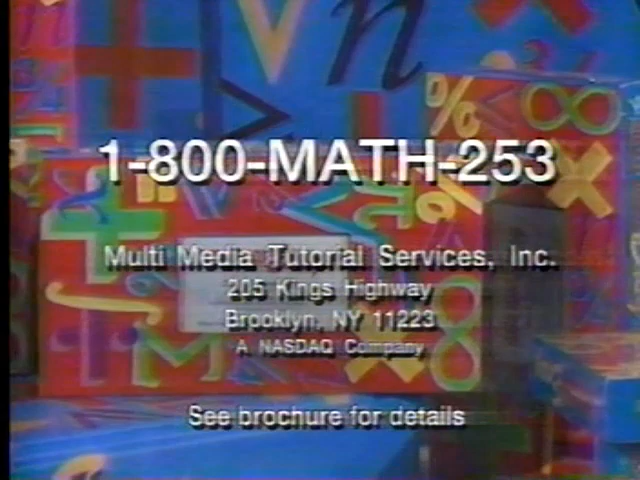 1-800-MATH-253
Multi Media Tutorial Services, Inc.
205 Kings Highway
Brooklyn, NY 11223
A NASDAQ Company
See brochure for details